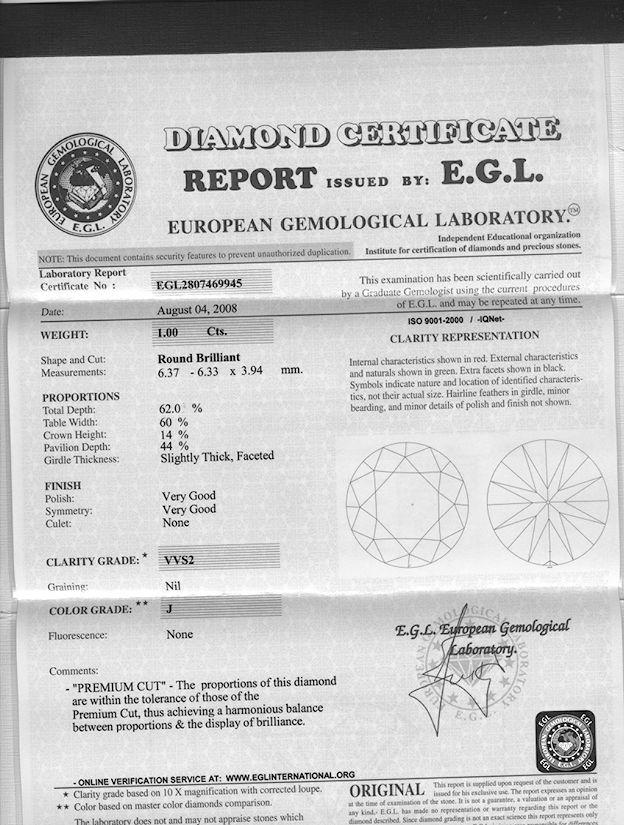 DIAMOND CERTIFICATE
REPORT ISSUED BY: E.G.L.
EUROPEAN GEMOLOGICAL LABORATORY.™
EUROPEAN GEMOLOGICAL LABORATORY
E.G.L.
Independent Educational organization
Institute for certification of diamonds and precious stones.
NOTE: This document contains security features to prevent unauthorized duplication.
Laboratory Report
Certificate No : EGL2807469945
Date: August 04, 2008
WEIGHT: 1.00 Cts.
Shape and Cut: Round Brilliant
Measurements: 6.37 - 6.33 x 3.94 mm.
PROPORTIONS
Total Depth: 62.0 %
Table Width: 60 %
Crown Height: 14 %
Pavilion Depth: 44 %
Girdle Thickness: Slightly Thick, Faceted
FINISH
Polish: Very Good
Symmetry: Very Good
Culet: None
CLARITY GRADE: * VVS2
Graining: Nil
COLOR GRADE: ** J
Fluorescence: None
Comments:
- "PREMIUM CUT" - The proportions of this diamond
are within the tolerance of those of the
Premium Cut, thus achieving a harmonious balance
between proportions & the display of brilliance.
This examination has been scientifically carried out
by a Graduate Gemologist using the current procedures
of E.G.L. and may be repeated at any time.
ISO 9001-2000 / -IQNet-
CLARITY REPRESENTATION
Internal characteristics shown in red. External characteristics
and naturals shown in green. Extra facets shown in black.
Symbols indicate nature and location of identified characteris-
tics, not their actual size. Hairline feathers in girdle, minor
bearding, and minor details of polish and finish not shown.
E.G.L. European Gemological
Laboratory.
- ONLINE VERIFICATION SERVICE AT: WWW.EGLINTERNATIONAL.ORG
★ Clarity grade based on 10 X magnification with corrected loupe.
★★ Color based on master color diamonds comparison.
The laboratory does not and may not appraise stones which
EGL EGL
EGL EGL
ORIGINAL This report is supplied upon request of the customer and is
issued for his exclusive use. The report expresses an opinion
at the time of examination of the stone. It is not a guarantee, a valuation or an appraisal of
any kind.- E.G.L. has made no representation or warranty regarding this report or the
diamond described. Since diamond grading is not an exact science this report represents only